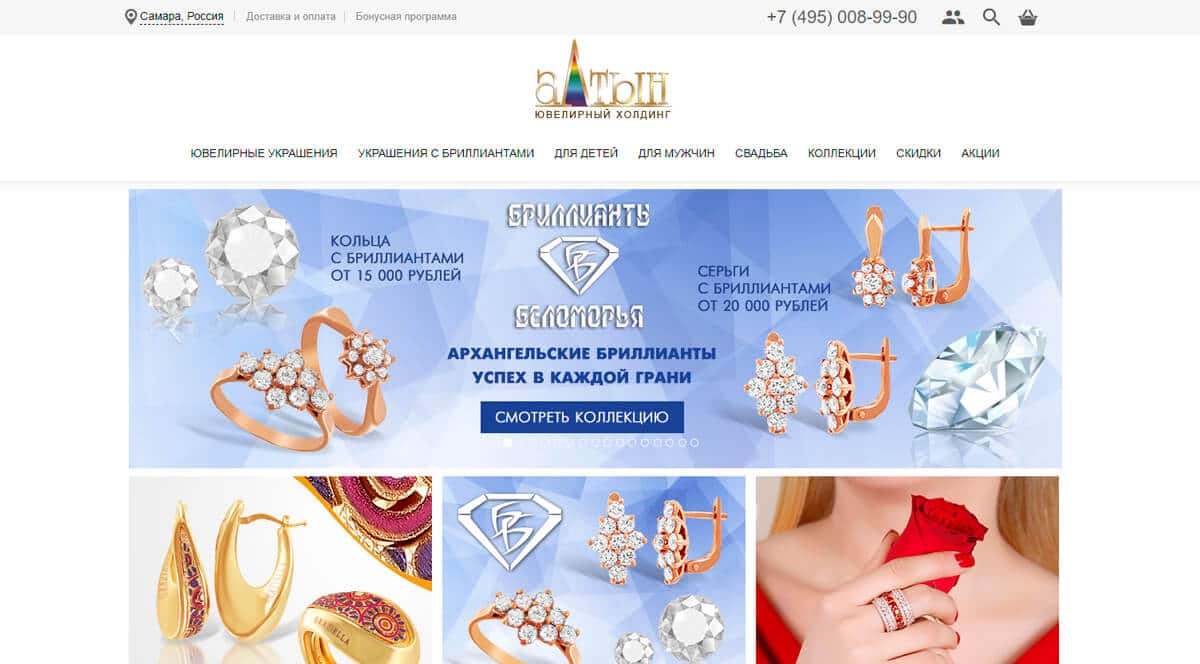 Самара, Россия
Доставка и оплата
Бонусная программа
+7 (495) 008-99-90
аЛтын
ЮВЕЛИРНЫЙ ХОЛДИНГ
ЮВЕЛИРНЫЕ УКРАШЕНИЯ
УКРАШЕНИЯ С БРИЛЛИАНТАМИ
ДЛЯ ДЕТЕЙ
ДЛЯ МУЖЧИН
СВАДЬБА
КОЛЛЕКЦИИ
СКИДКИ
АКЦИИ
КОЛЬЦА
С БРИЛЛИАНТАМИ
ОТ 15 000 РУБЛЕЙ
БРИЛЛИАНТЫ
ББ
БЕЛОМОРЬЯ
АРХАНГЕЛЬСКИЕ БРИЛЛИАНТЫ
УСПЕХ В КАЖДОЙ ГРАНИ
СМОТРЕТЬ КОЛЛЕКЦИЮ
СЕРЬГИ
С БРИЛЛИАНТАМИ
ОТ 20 000 РУБЛЕЙ
ББ